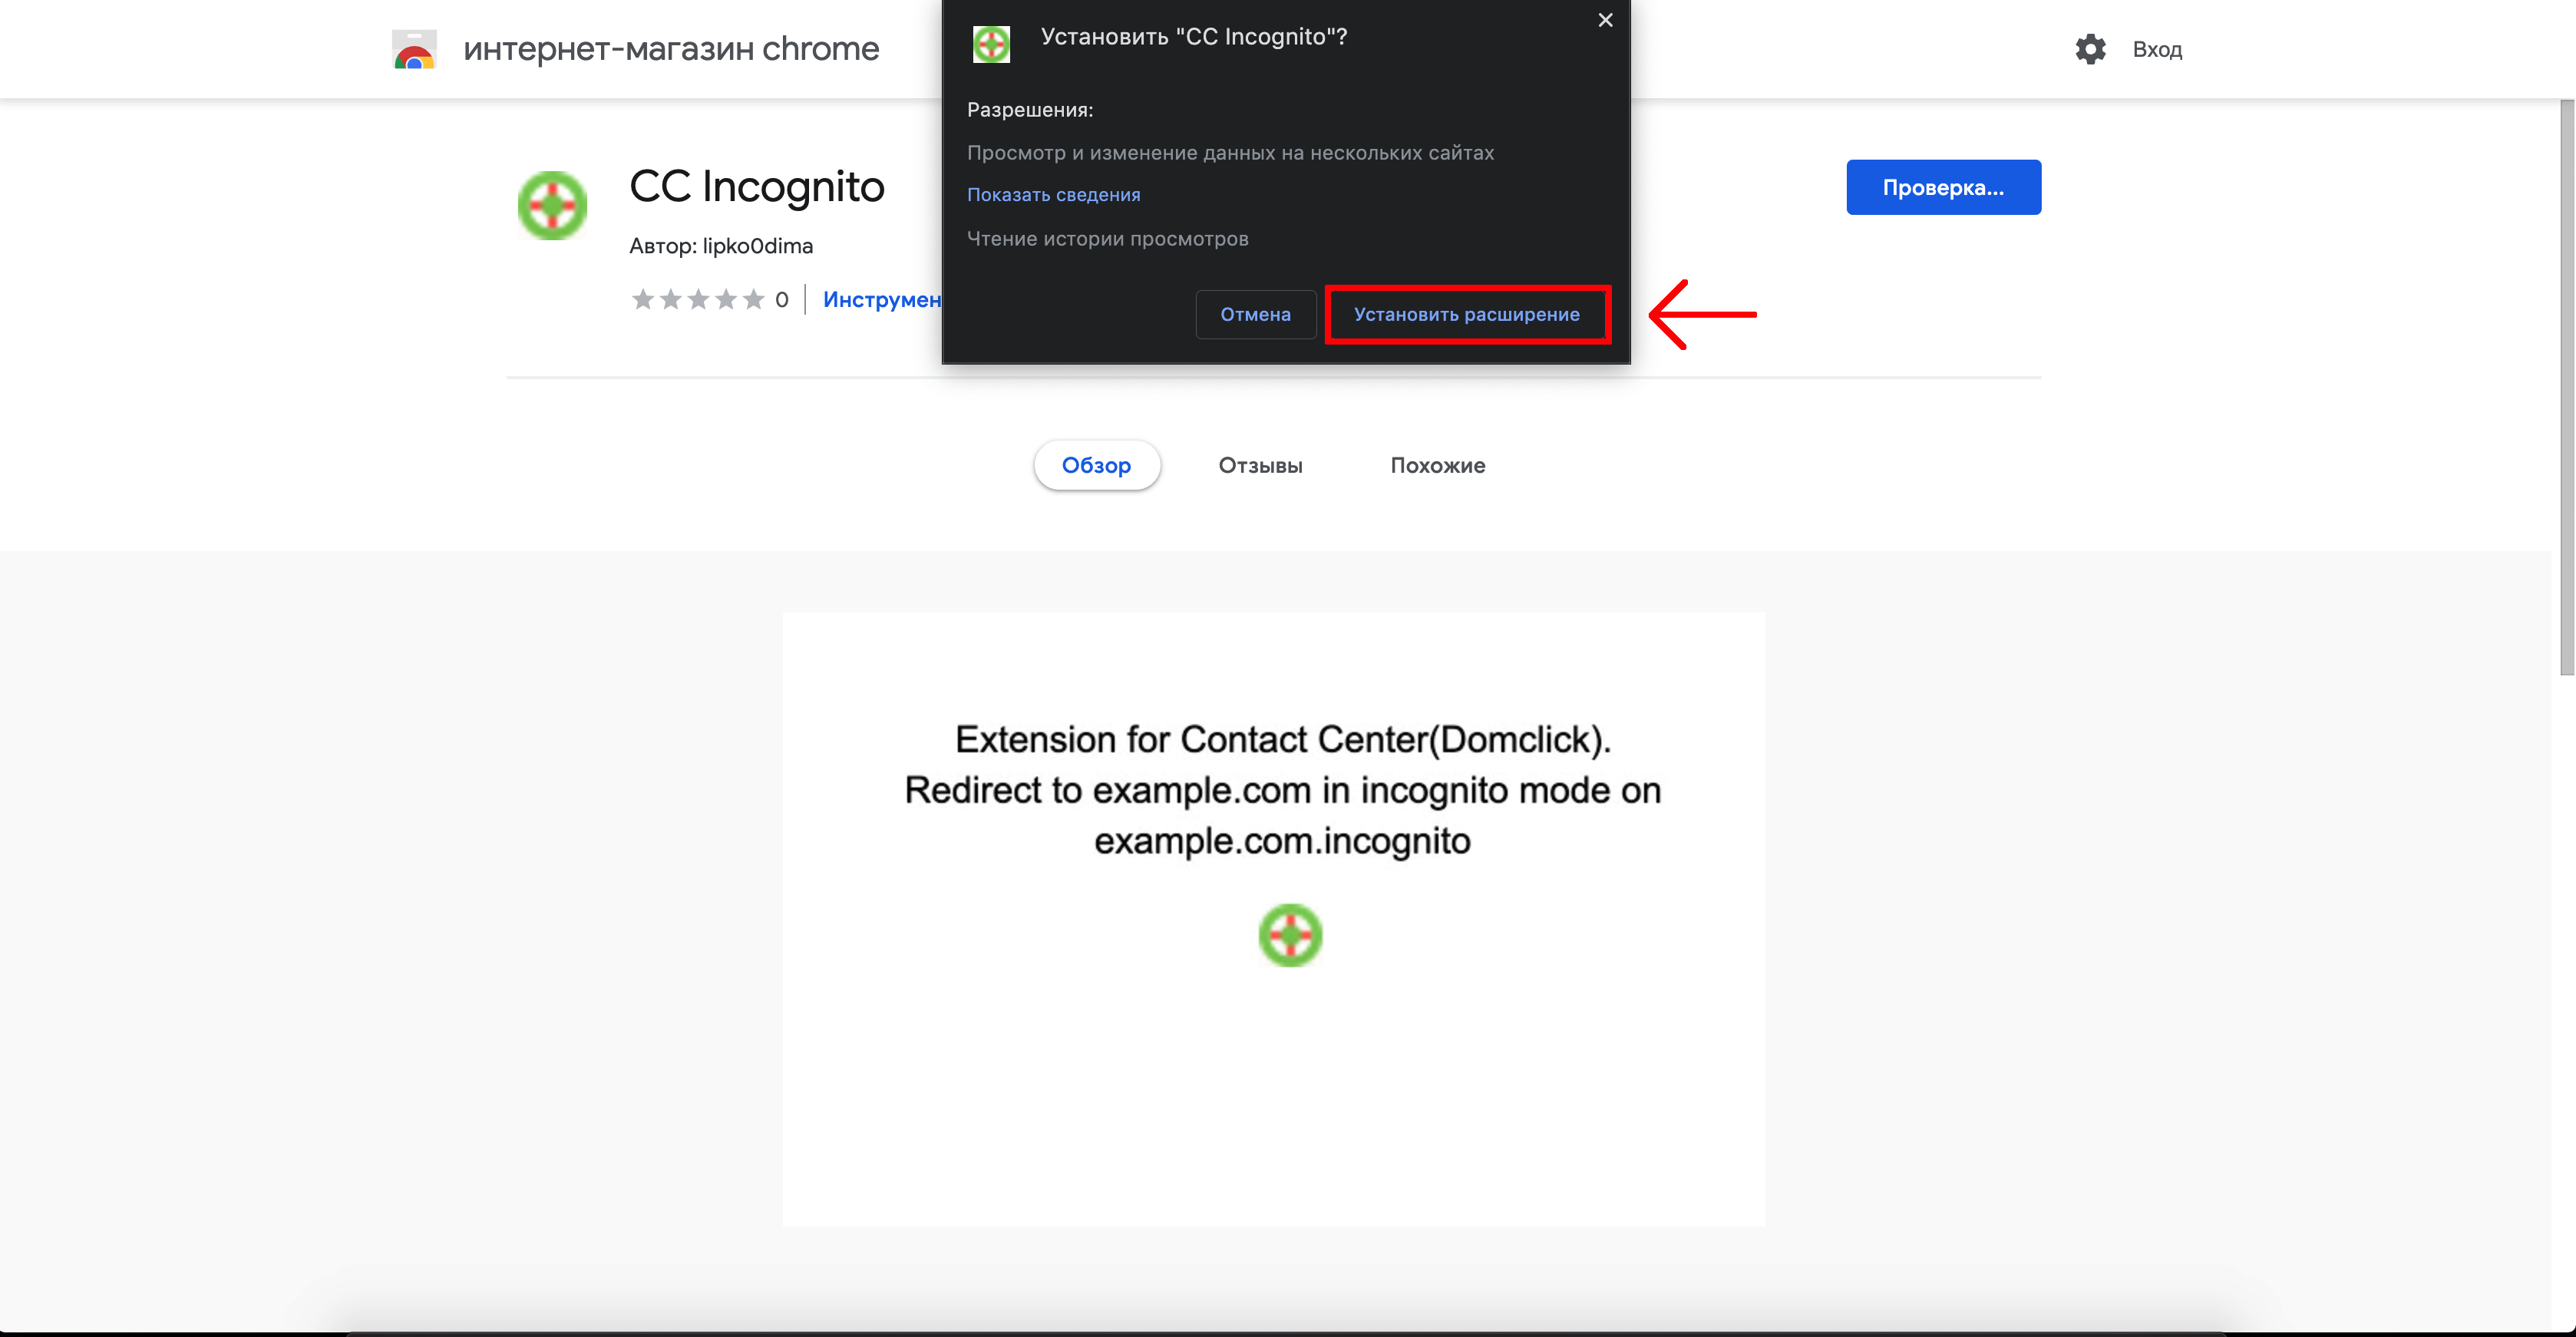 интернет-магазин chrome
Вход
Установить "CC Incognito"?
Разрешения:
Просмотр и изменение данных на нескольких сайтах
Показать сведения
Чтение истории просмотров
Отмена
Установить расширение
CC Incognito
Автор: lipko0dima
0
Инструмен
Проверка...
Обзор
Отзывы
Похожие
Extension for Contact Center(Domclick).
Redirect to example.com in incognito mode on
example.com.incognito